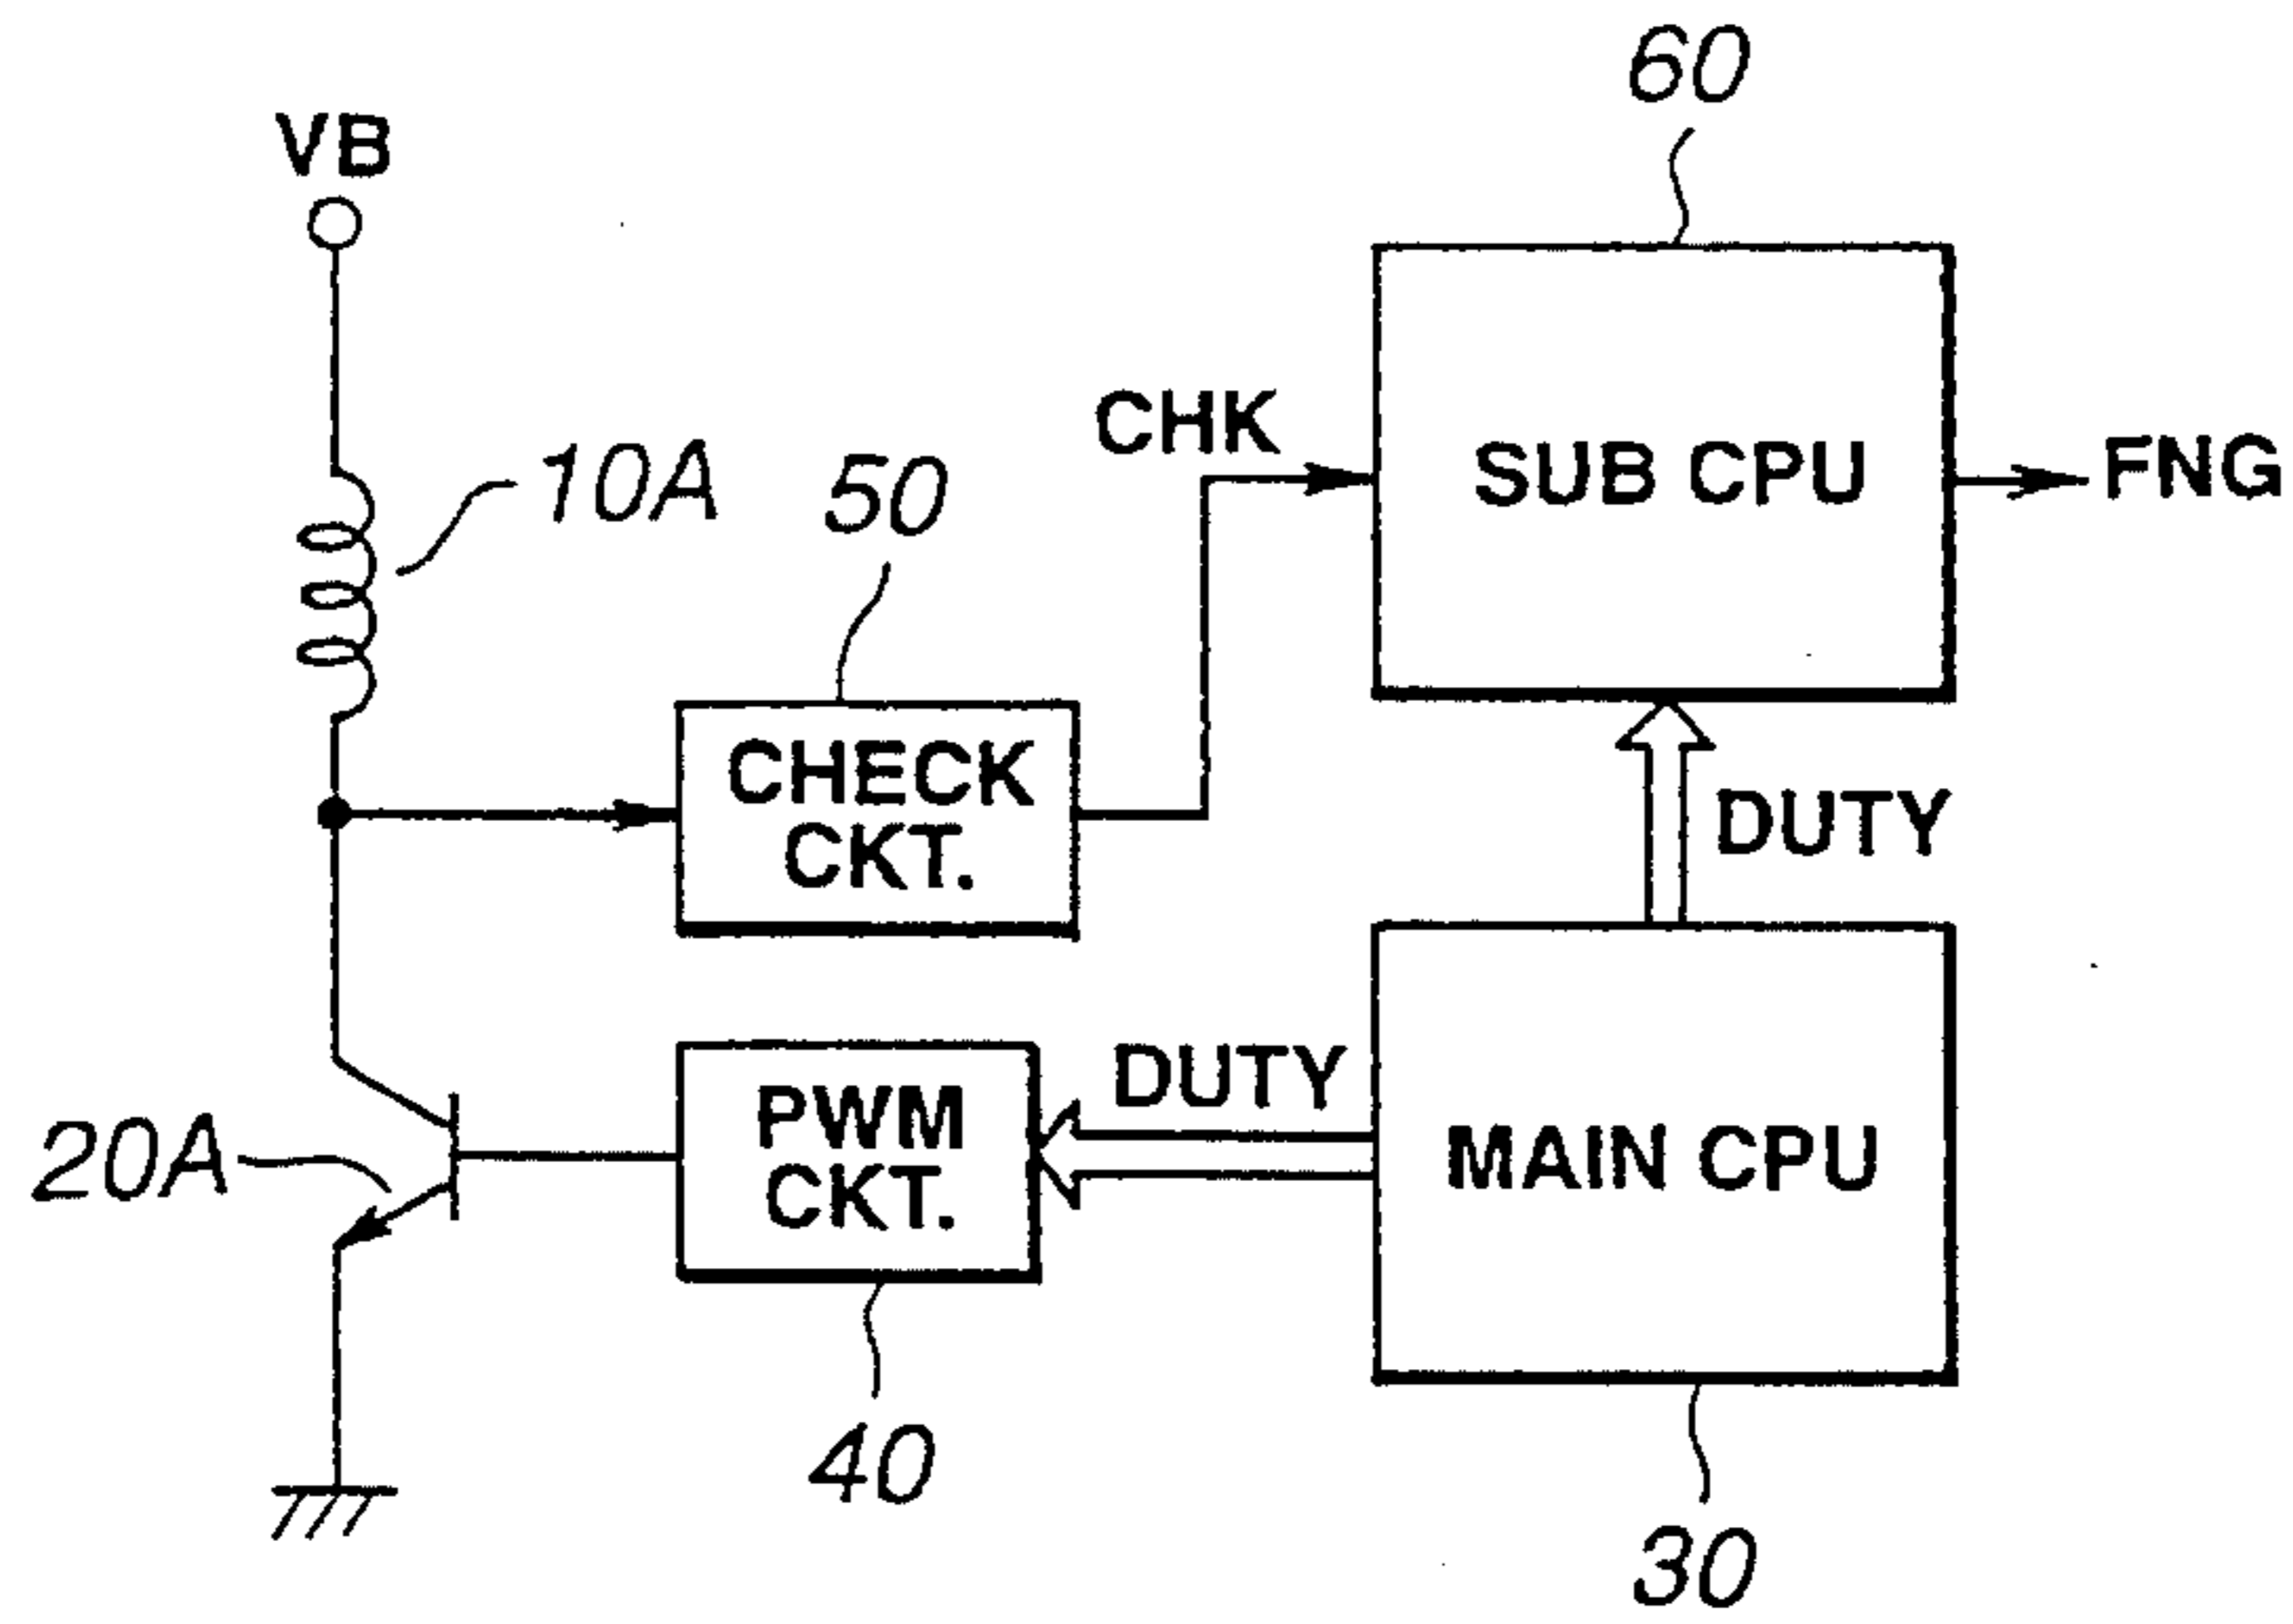 60
VB
CHK
SUB CPU
FNG
10A
50
CHECK
CKT.
DUTY
DUTY
PWM
CKT.
MAIN CPU
20A
40
30